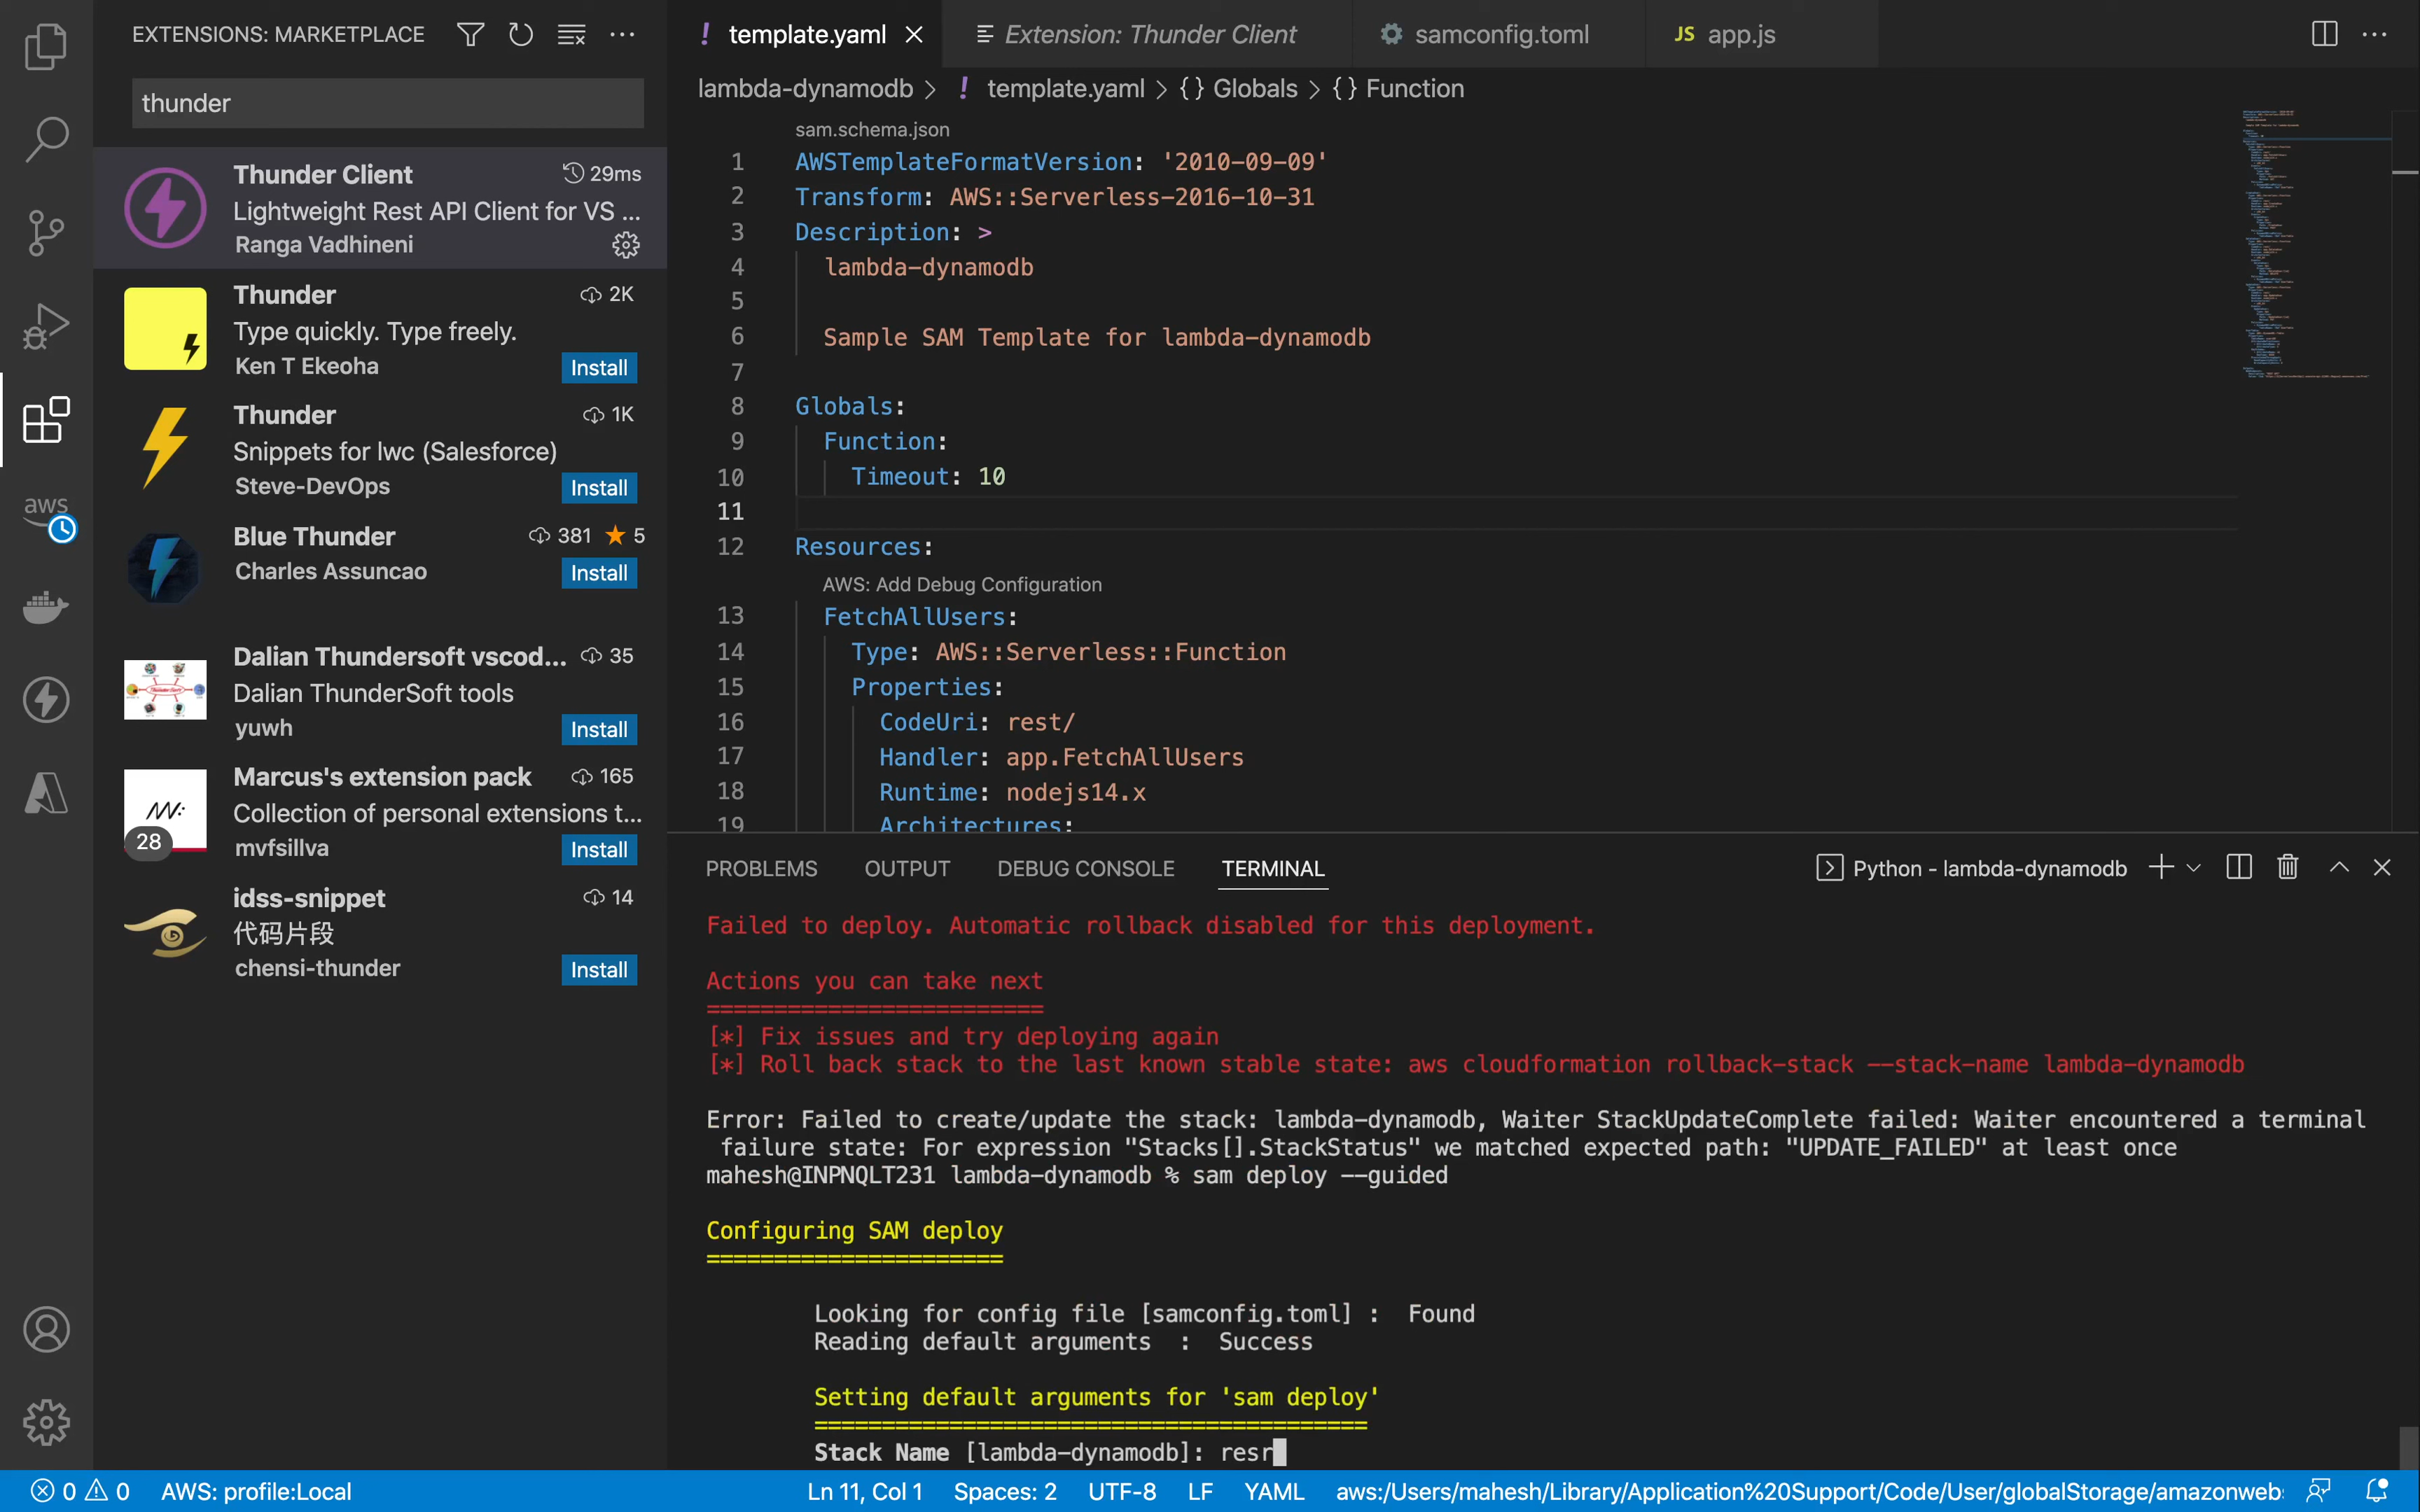 EXTENSIONS: MARKETPLACE
thunder
Thunder Client 29ms
Lightweight Rest API Client for VS ...
Ranga Vadhineni
Thunder 2K
Type quickly. Type freely.
Ken T Ekeoha Install
Thunder 1K
Snippets for lwc (Salesforce)
Steve-DevOps Install
Blue Thunder 381 ★ 5
Charles Assuncao Install
Dalian Thundersoft vscod... 35
Dalian ThunderSoft tools
yuwh Install
Marcus's extension pack 165
Collection of personal extensions t...
28 mvfsillva Install
idss-snippet 14
代码片段
chensi-thunder Install
aws
! template.yaml Extension: Thunder Client samconfig.toml JS app.js
lambda-dynamodb > ! template.yaml > {} Globals > {} Function
sam.schema.json
1 AWSTemplateFormatVersion: '2010-09-09'
2 Transform: AWS::Serverless-2016-10-31
3 Description: >
4 lambda-dynamodb
5
6 Sample SAM Template for lambda-dynamodb
7
8 Globals:
9 Function:
10 Timeout: 10
11
12 Resources:
AWS: Add Debug Configuration
13 FetchAllUsers:
14 Type: AWS::Serverless::Function
15 Properties:
16 CodeUri: rest/
17 Handler: app.FetchAllUsers
18 Runtime: nodejs14.x
19 Architectures:
PROBLEMS OUTPUT DEBUG CONSOLE TERMINAL Python - lambda-dynamodb
Failed to deploy. Automatic rollback disabled for this deployment.
Actions you can take next
=========================
[*] Fix issues and try deploying again
[*] Roll back stack to the last known stable state: aws cloudformation rollback-stack --stack-name lambda-dynamodb
Error: Failed to create/update the stack: lambda-dynamodb, Waiter StackUpdateComplete failed: Waiter encountered a terminal
failure state: For expression "Stacks[].StackStatus" we matched expected path: "UPDATE_FAILED" at least once
mahesh@INPNQLT231 lambda-dynamodb % sam deploy --guided
Configuring SAM deploy
======================
Looking for config file [samconfig.toml] : Found
Reading default arguments : Success
Setting default arguments for 'sam deploy'
=========================================
Stack Name [lambda-dynamodb]: resr
0 0 AWS: profile:Local Ln 11, Col 1 Spaces: 2 UTF-8 LF YAML aws:/Users/mahesh/Library/Application%20Support/Code/User/globalStorage/amazonweb